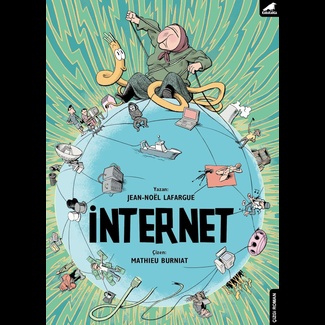 Yazan:
JEAN-NOËL LAFARGUE
İNTERNET
Çizen:
MATHIEU BURNIAT
ÇİZGİ ROMAN